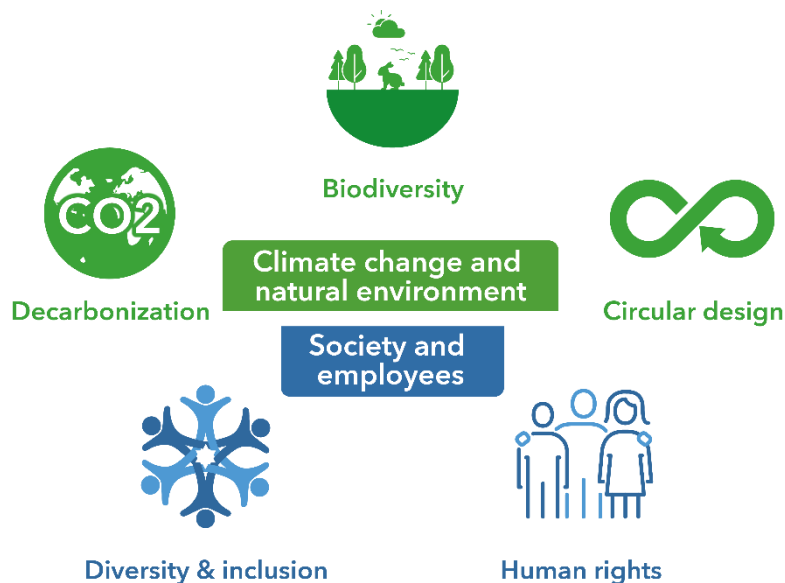 Biodiversity
CO2
Decarbonization
Climate change and
natural environment
Circular design
Society and
employees
Diversity & inclusion
Human rights